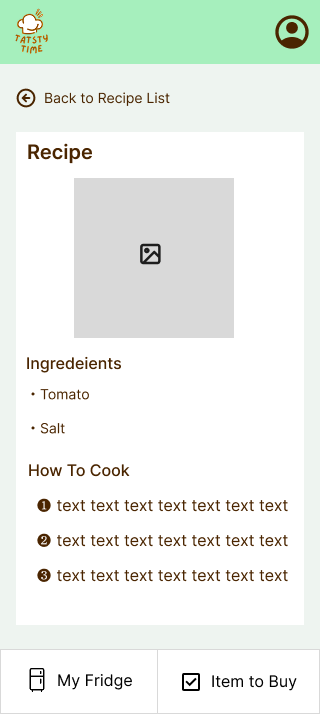 TATSTY
TIME
Back to Recipe List
Recipe
Ingredeients
・Tomato
・Salt
How To Cook
❶ text text text text text text text
❷ text text text text text text text
❸ text text text text text text text
My Fridge
Item to Buy